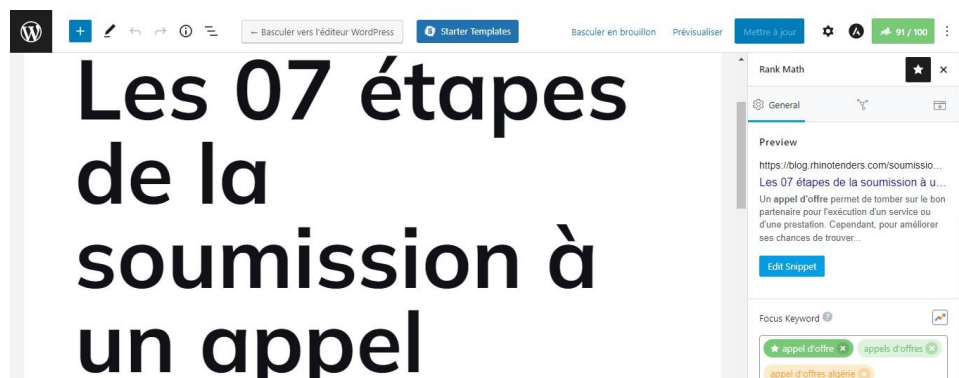 ← Basculer vers l'éditeur WordPress
Starter Templates
Basculer en brouillon
Prévisualiser
Mettre à jour
91 / 100
Les 07 étapes
de la
soumission à
un appel
Rank Math
General
Preview
https://blog.rhinotenders.com/soumissio...
Les 07 étapes de la soumission à u...
Un appel d'offre permet de tomber sur le bon
partenaire pour l'exécution d'un service ou
d'une prestation. Cependant, pour améliorer
ses chances de trouver...
Edit Snippet
Focus Keyword
appel d'offre
appels d'offres
appel d'offres algérie